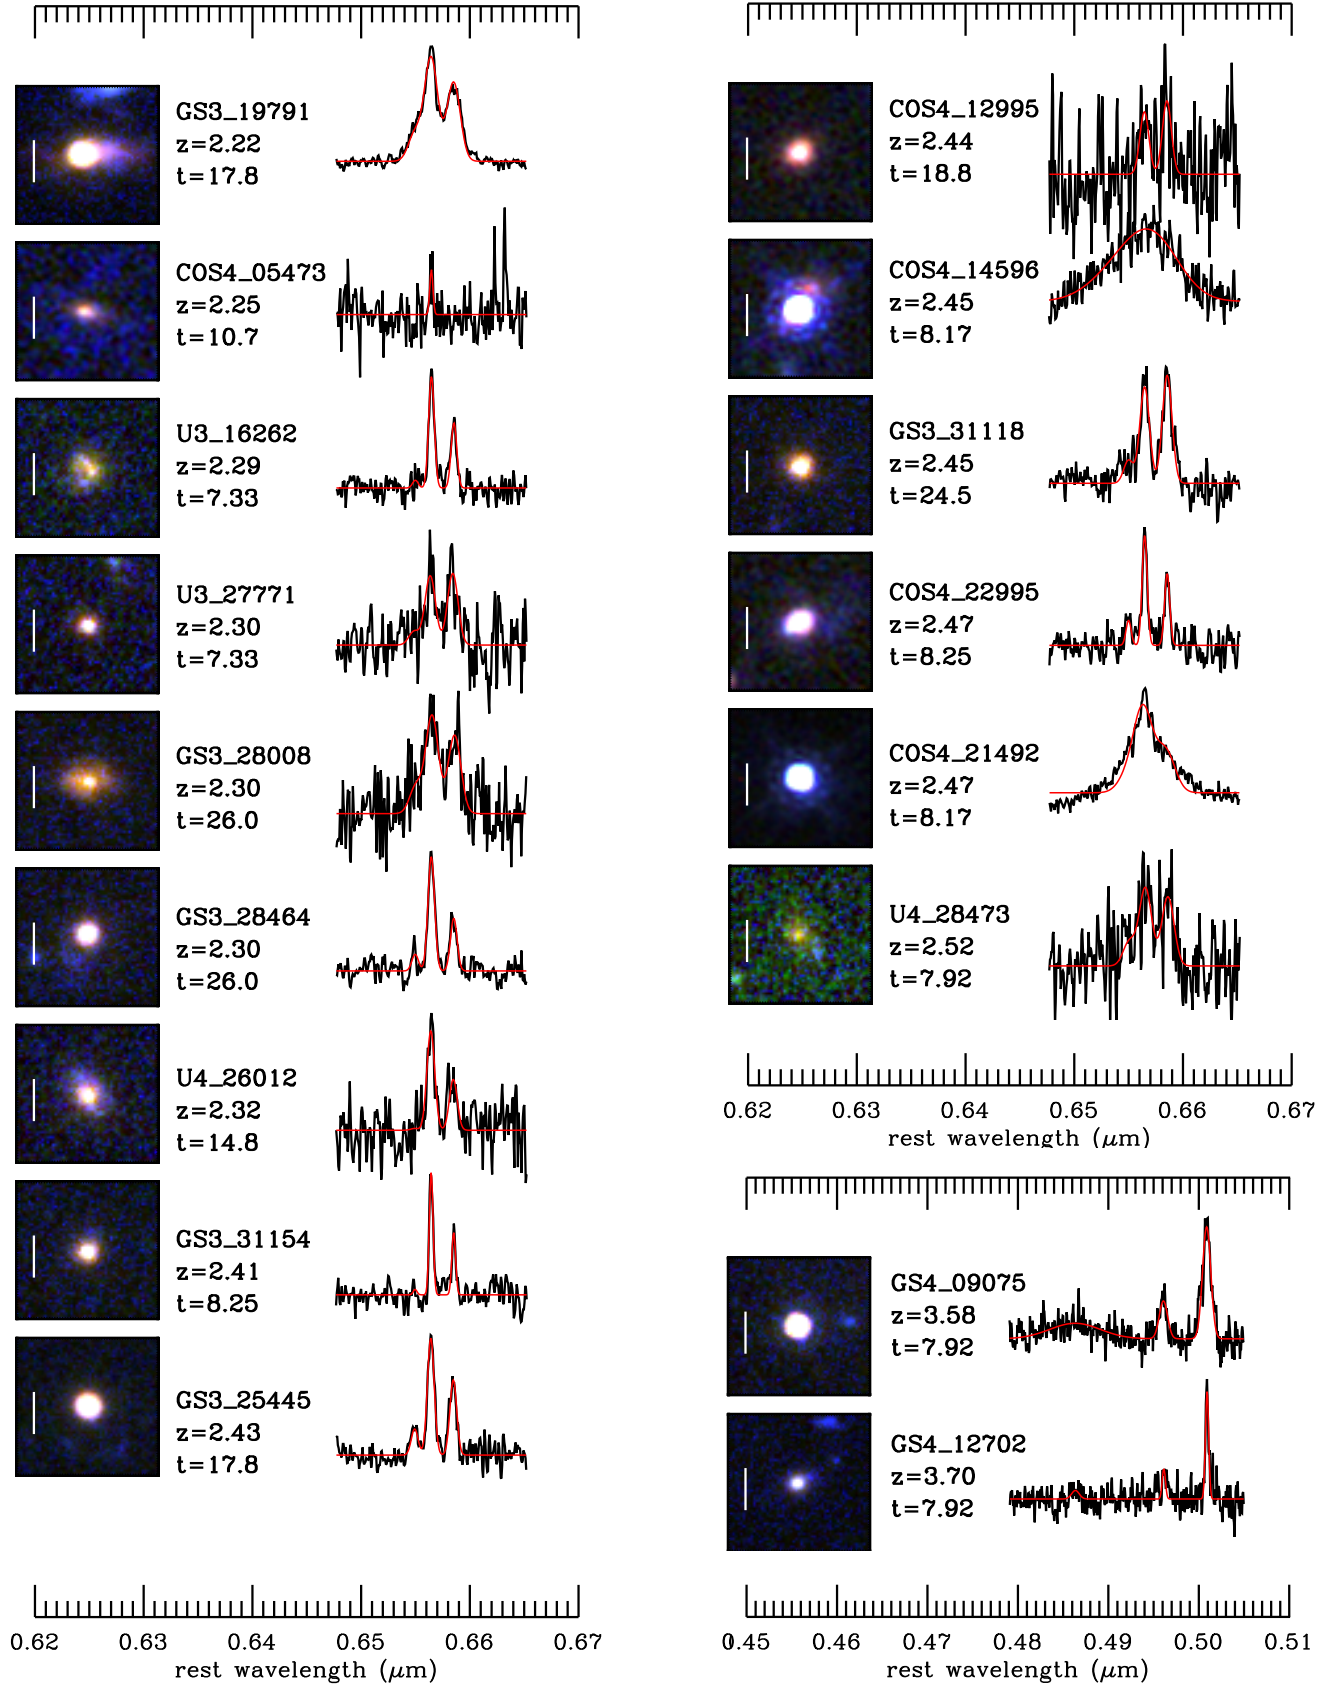 GS3_19791
z=2.22
t=17.8
COS4_05473
z=2.25
t=10.7
U3_16262
z=2.29
t=7.33
U3_27771
z=2.30
t=7.33
GS3_28008
z=2.30
t=26.0
GS3_28464
z=2.30
t=26.0
U4_26012
z=2.32
t=14.8
GS3_31154
z=2.41
t=8.25
GS3_25445
z=2.43
t=17.8
0.62 0.63 0.64 0.65 0.66 0.67
rest wavelength (μm)
COS4_12995
z=2.44
t=18.8
COS4_14596
z=2.45
t=8.17
GS3_31118
z=2.45
t=24.5
COS4_22995
z=2.47
t=8.25
COS4_21492
z=2.47
t=8.17
U4_28473
z=2.52
t=7.92
0.62 0.63 0.64 0.65 0.66 0.67
rest wavelength (μm)
GS4_09075
z=3.58
t=7.92
GS4_12702
z=3.70
t=7.92
0.45 0.46 0.47 0.48 0.49 0.50 0.51
rest wavelength (μm)